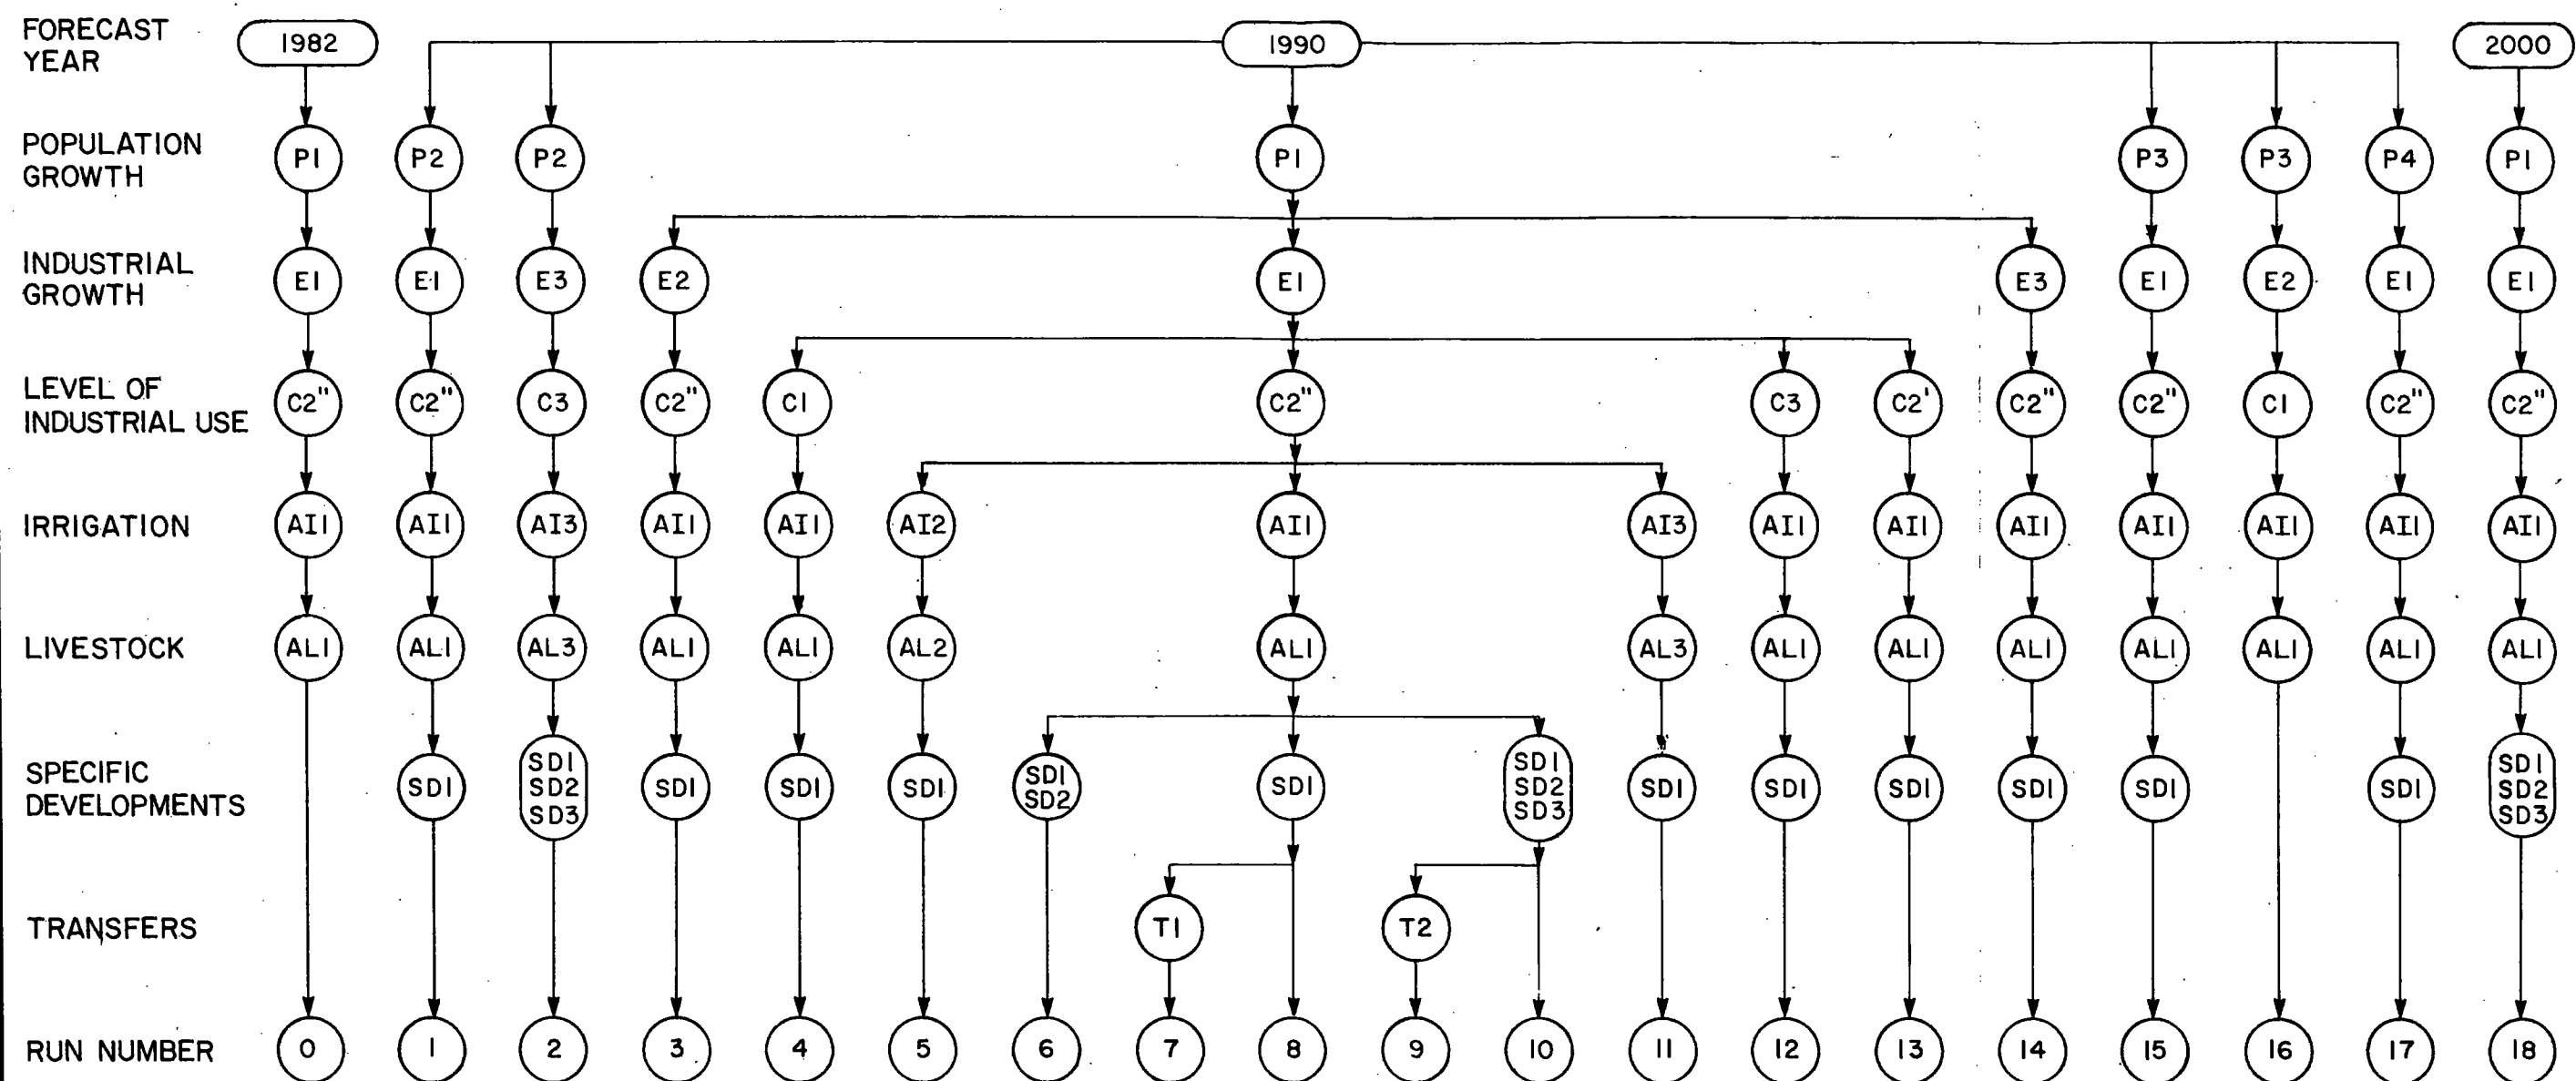 FORECAST
YEAR
1982
1990
2000
POPULATION
GROWTH
P1 P2 P2 P1 P3 P3 P4 P1
INDUSTRIAL
GROWTH
E1 E1 E3 E2 E1 E3 E1 E2 E1 E1
LEVEL OF
INDUSTRIAL USE
C2" C2" C3 C2" C1 C2" C3 C2' C2" C2" C1 C2" C2"
IRRIGATION
AI1 AI1 AI3 AI1 AI1 AI2 AI1 AI3 AI1 AI1 AI1 AI1 AI1 AI1 AI1
LIVESTOCK
AL1 AL1 AL3 AL1 AL1 AL2 AL1 AL3 AL1 AL1 AL1 AL1 AL1 AL1 AL1
SPECIFIC
DEVELOPMENTS
SD1
SD1
SD2
SD3
SD1
SD1
SD1
SD1
SD2
SD1
SD1
SD2
SD3
SD1
SD1
SD1
SD1
SD1
SD1
SD1
SD2
SD3
TRANSFERS
T1 T2
RUN NUMBER
0 1 2 3 4 5 6 7 8 9 10 11 12 13 14 15 16 17 18